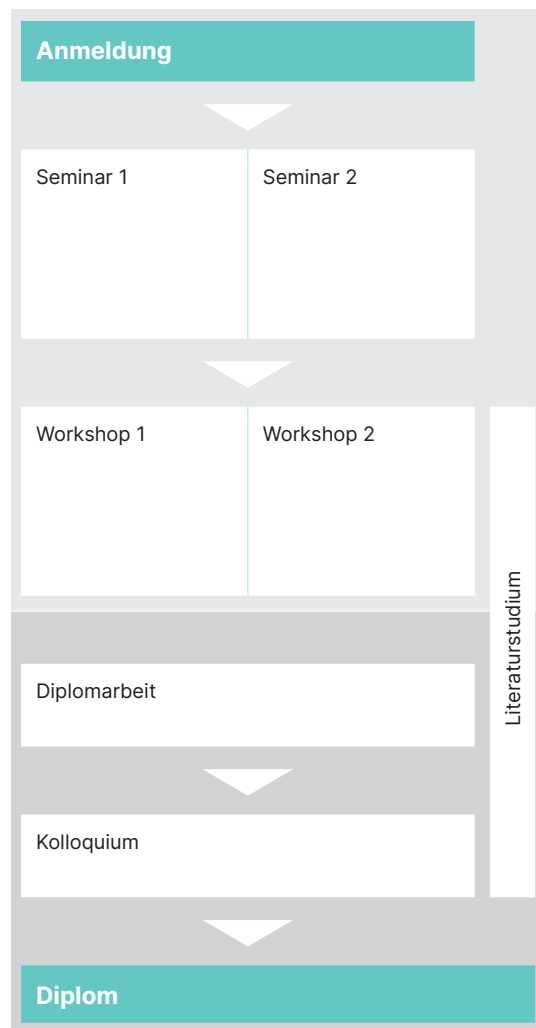 Anmeldung
Seminar 1
Seminar 2
Workshop 1
Workshop 2
Literaturstudium
Diplomarbeit
Kolloquium
Diplom